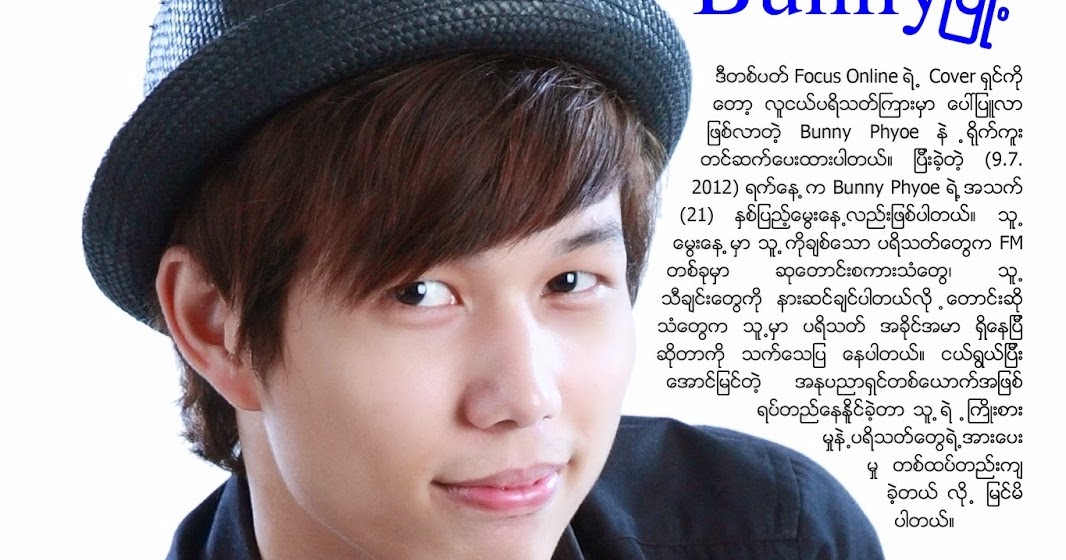 Bunnyဖြိုး
ဒီတစ်ပတ် Focus Online ရဲ့ Cover ရှင်ကို
တော့ လူငယ်ပရိသတ်ကြားမှာ ပေါ်ပြူလာ
ဖြစ်လာတဲ့ Bunny Phyoe နဲ့ ရိုက်ကူး
တင်ဆက်ပေးထားပါတယ်။ ပြီးခဲ့တဲ့ (9.7.
2012) ရက်နေ့ က Bunny Phyoe ရဲ့ အသက်
(21) နှစ်ပြည့်မွေးနေ့လည်းဖြစ်ပါတယ်။ သူ့
မွေးနေ့ မှာ သူ့ ကိုချစ်သော ပရိသတ်တွေက FM
တစ်ခုမှာ ဆုတောင်းစကားသံတွေ၊ သူ့
သီချင်းတွေကို နားဆင်ချင်ပါတယ်လို့ တောင်းဆို
သံတွေက သူ့မှာ ပရိသတ် အခိုင်အမာ ရှိနေပြီ
ဆိုတာကို သက်သေပြ နေပါတယ်။ ငယ်ရွယ်ပြီး
အောင်မြင်တဲ့ အနုပညာရှင်တစ်ယောက်အဖြစ်
ရပ်တည်နေနိုင်ခဲ့တာ သူ့ ရဲ့ ကြိုးစား
မှုနဲ့ ပရိသတ်တွေရဲ့ အားပေး
မှု တစ်ထပ်တည်းကျ
ခဲ့တယ် လို့ မြင်မိ
ပါတယ်။